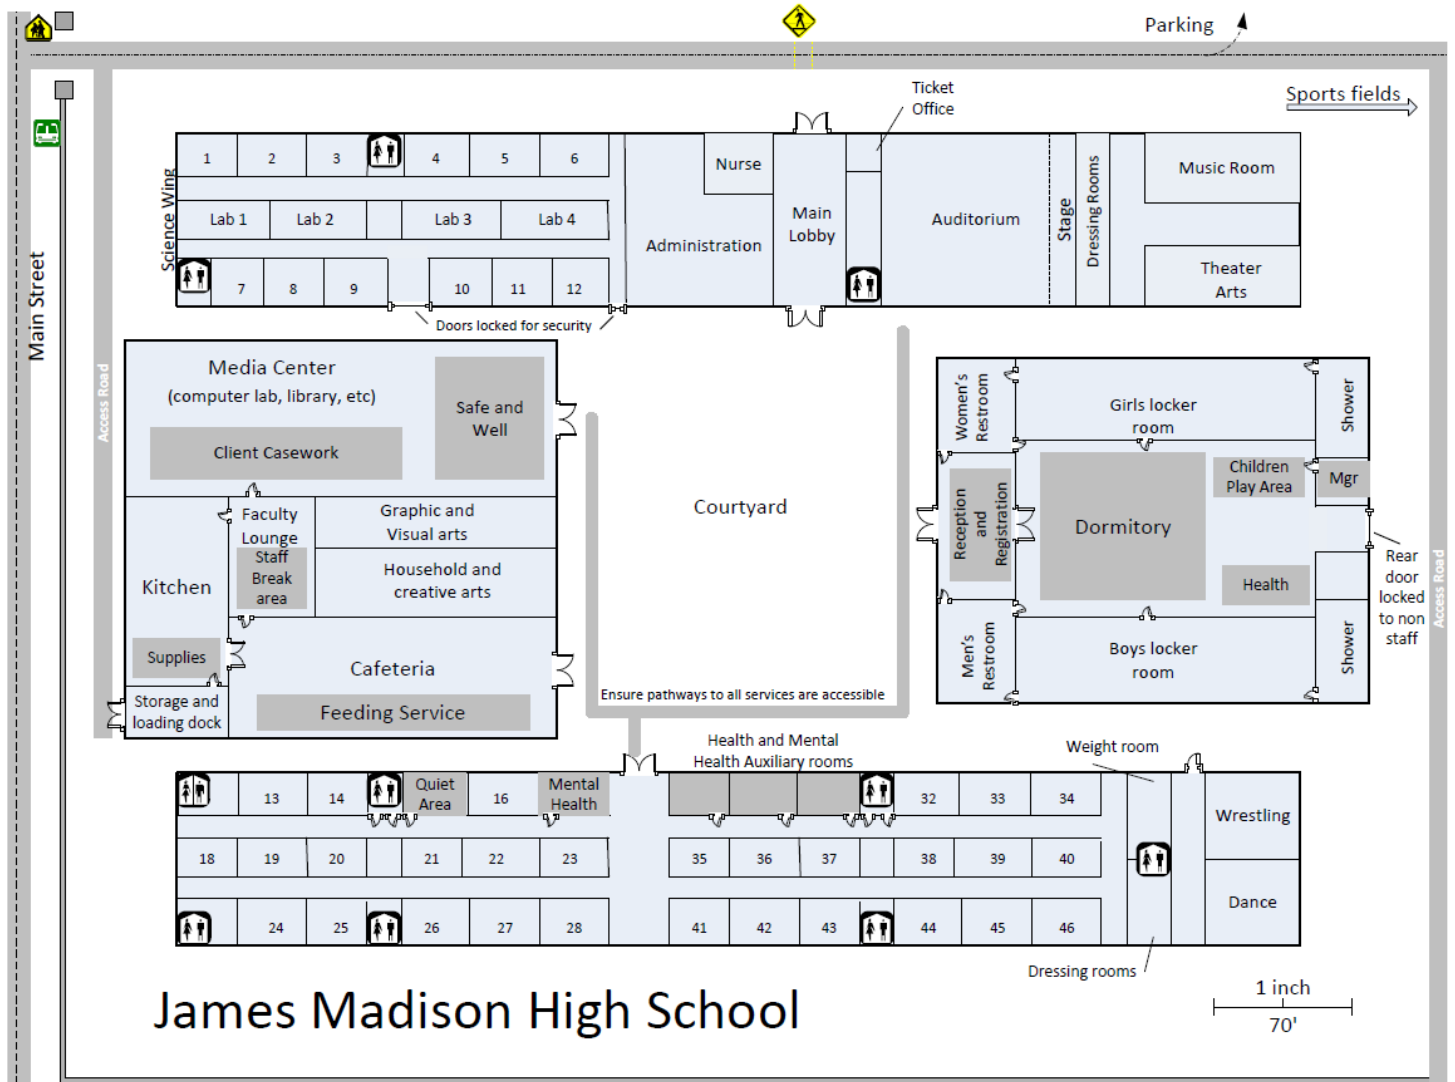 Parking
Sports fields
Ticket
Office
Main Street
Access Road
Science Wing
1
2
3
4
5
6
Lab 1
Lab 2
Lab 3
Lab 4
7
8
9
10
11
12
Doors locked for security
Nurse
Administration
Main
Lobby
Auditorium
Stage
Dressing Rooms
Music Room
Theater
Arts
Media Center
(computer lab, library, etc)
Safe and
Well
Client Casework
Faculty
Lounge
Staff
Break
area
Graphic and
Visual arts
Household and
creative arts
Kitchen
Supplies
Cafeteria
Storage and
loading dock
Feeding Service
Courtyard
Ensure pathways to all services are accessible
Women's
Restroom
Girls locker
room
Shower
Reception
and
Registration
Dormitory
Children
Play Area
Mgr
Health
Men's
Restroom
Boys locker
room
Shower
Rear
door
locked
to non
staff
Access Road
Health and Mental
Health Auxiliary rooms
Weight room
13
14
Quiet
Area
16
Mental
Health
32
33
34
Wrestling
18
19
20
21
22
23
35
36
37
38
39
40
24
25
26
27
28
41
42
43
44
45
46
Dance
Dressing rooms
James Madison High School
1 inch
70'